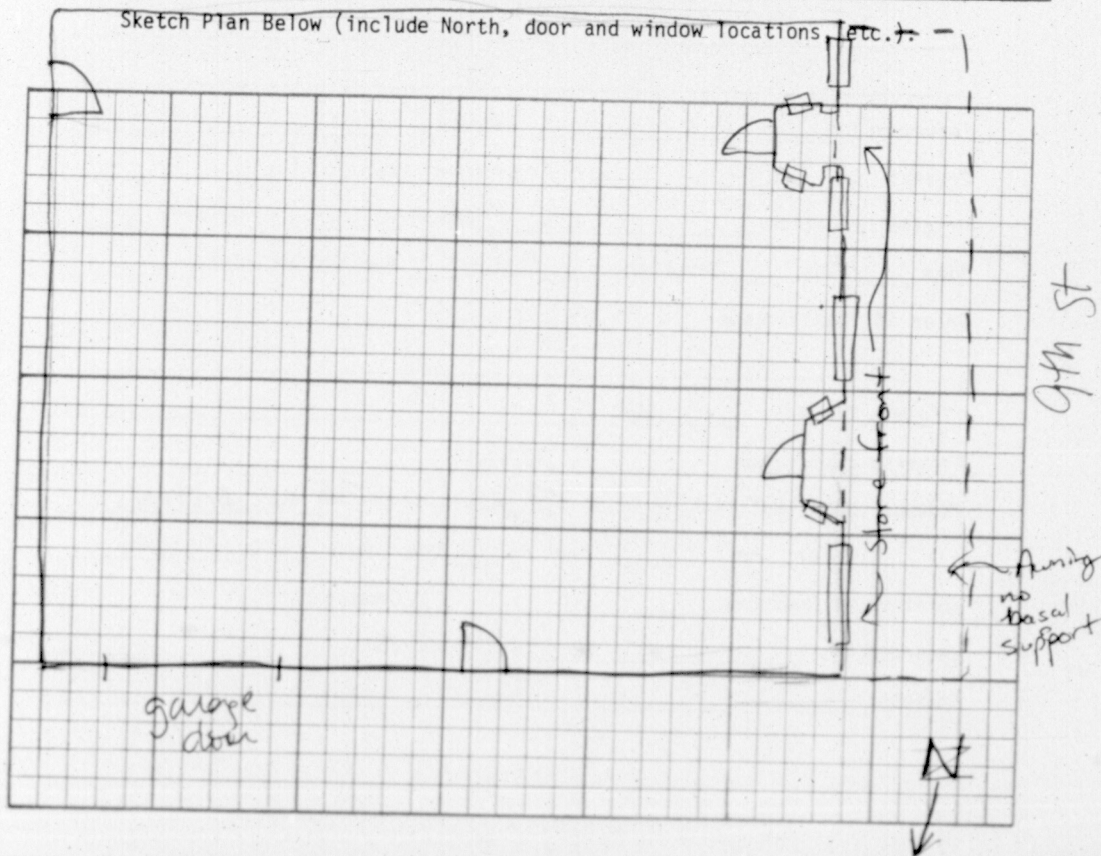 Sketch Plan Below (include North, door and window locations, etc.).
9th St
Store front
Awning
no
basal
support
garage
door
N